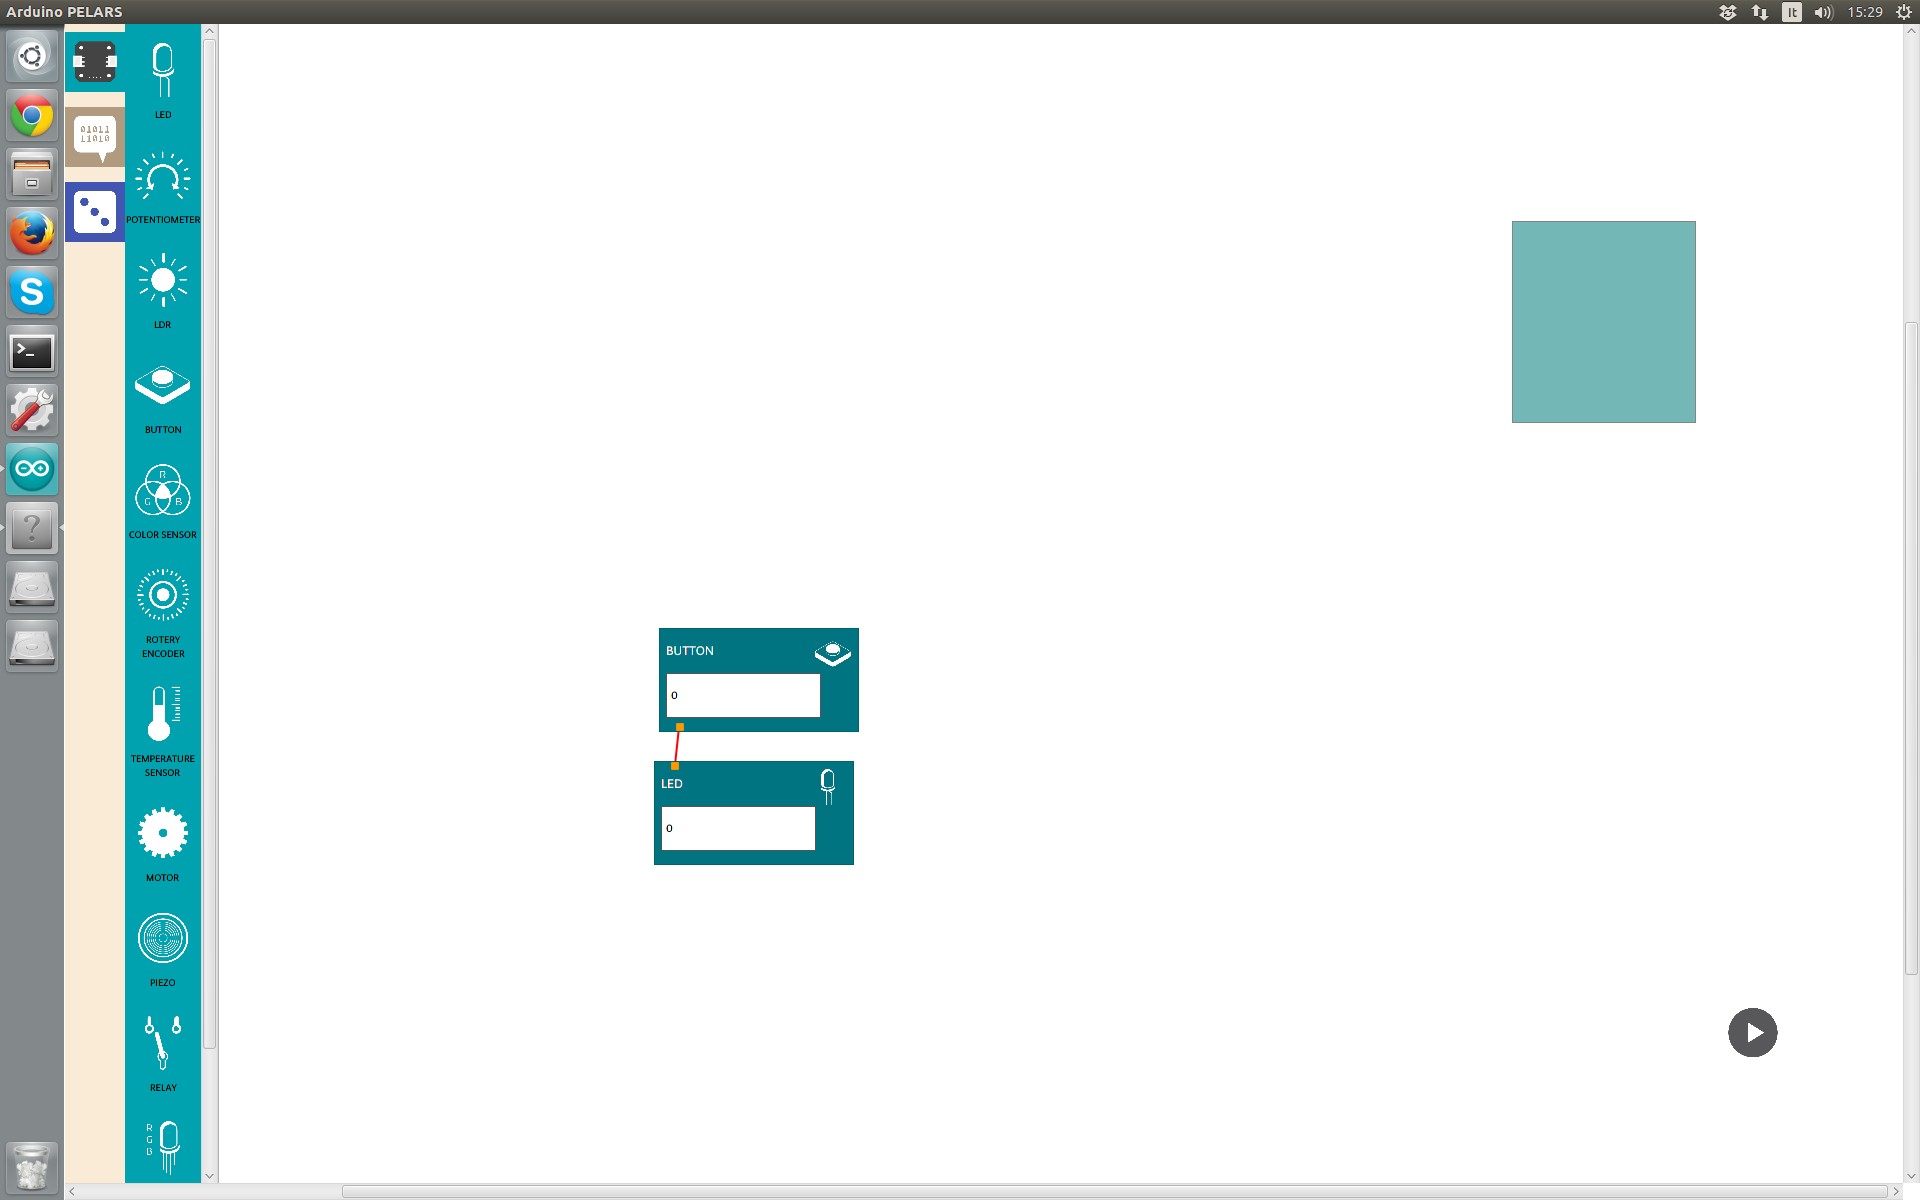 Arduino PELARS
It
15:29
LED
01011
11010
POTENTIOMETER
LDR
BUTTON
R
G B
COLOR SENSOR
ROTERY
ENCODER
TEMPERATURE
SENSOR
MOTOR
PIEZO
RELAY
R
G
B
S
>_
?
BUTTON
0
LED
0